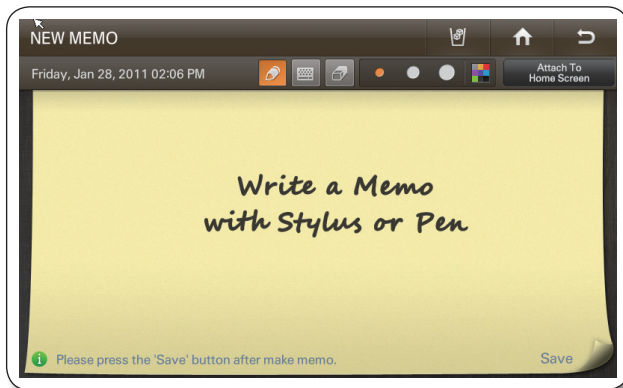 NEW MEMO
Friday, Jan 28, 2011 02:06 PM
Attach To
Home Screen
Write a Memo
with Stylus or Pen
Please press the 'Save' button after make memo.
Save